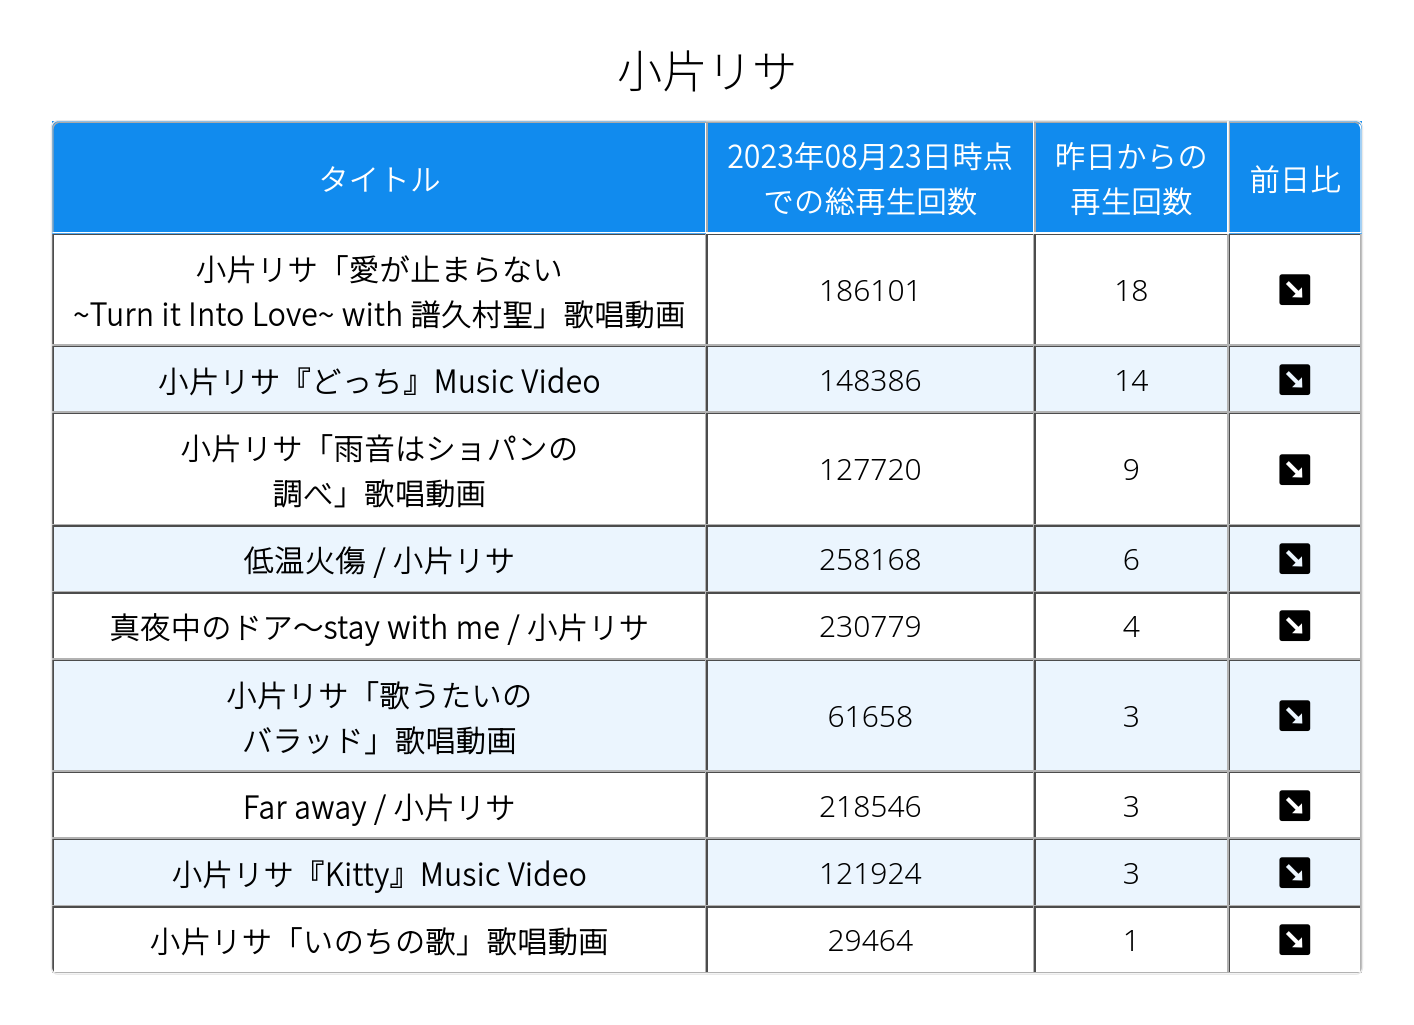 小片リサ
タイトル
2023年08月23日時点
での総再生回数
昨日からの
再生回数
前日比
小片リサ「愛が止まらない
~Turn it Into Love~ with 譜久村聖」歌唱動画
186101
18
小片リサ『どっち』Music Video
148386
14
小片リサ「雨音はショパンの
調べ」歌唱動画
127720
9
低温火傷 / 小片リサ
258168
6
真夜中のドア〜stay with me / 小片リサ
230779
4
小片リサ「歌うたいの
バラッド」歌唱動画
61658
3
Far away / 小片リサ
218546
3
小片リサ『Kitty』Music Video
121924
3
小片リサ「いのちの歌」歌唱動画
29464
1